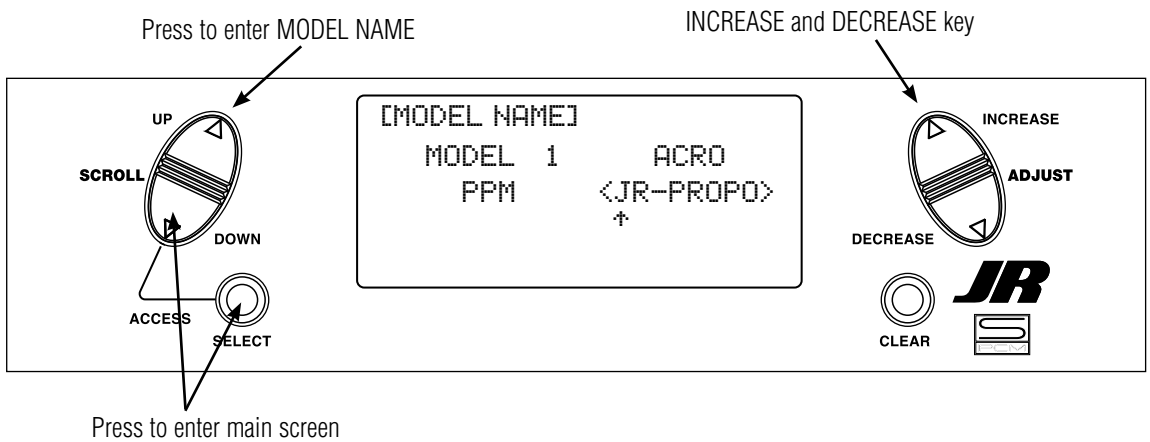 Press to enter MODEL NAME
INCREASE and DECREASE key
UP
SCROLL
DOWN
ACCESS
SELECT
[MODEL NAME]
MODEL 1 ACRO
PPM <JR-PROPO>
↑
INCREASE
ADJUST
DECREASE
CLEAR
JR
S
PCM
Press to enter main screen